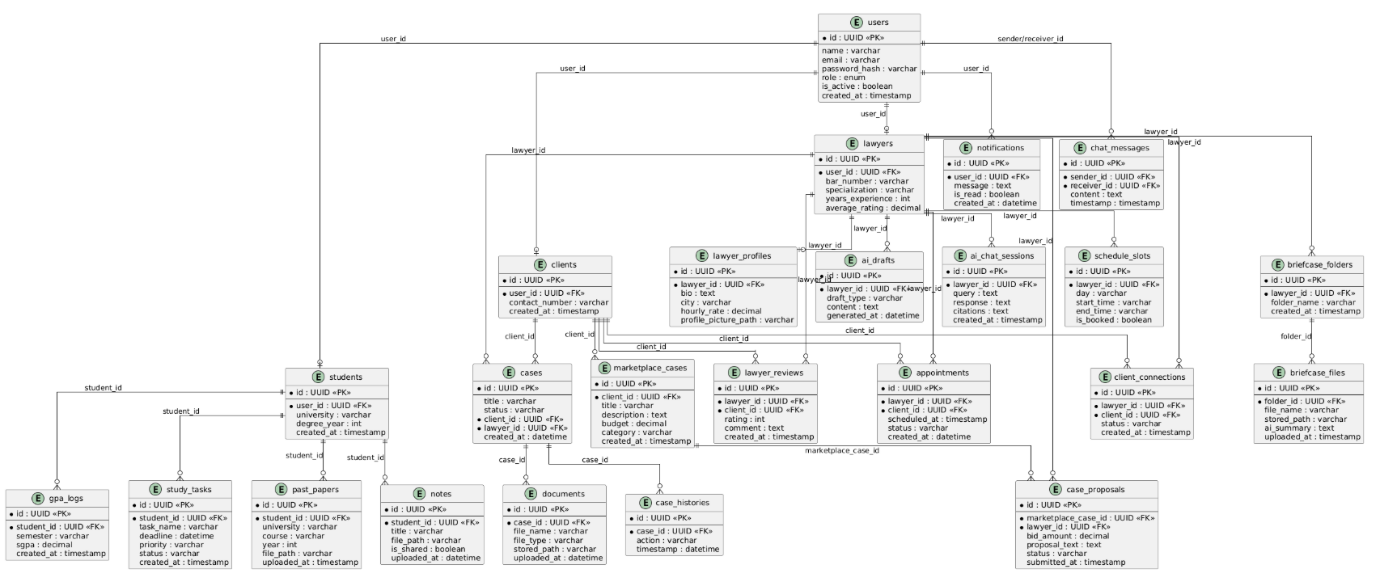 E users
id : UUID «PK»
name : varchar
email : varchar
password_hash : varchar
role : enum
is_active : boolean
created_at : timestamp
user_id
sender/receiver_id
user_id
user_id
user_id
E lawyers
id : UUID «PK»
user_id : UUID «FK»
bar_number : varchar
specialization : varchar
years_experience : int
average_rating : decimal
E notifications
id : UUID «PK»
user_id : UUID «FK»
message : text
is_read : boolean
created_at : datetime
E chat_messages
id : UUID «PK»
sender_id : UUID «FK»
receiver_id : UUID «FK»
content : text
timestamp : timestamp
lawyer_id
lawyer_id
lawyer_id
lawyer_id
lawyer_id
lawyer_id
lawyer_id
lawyer_id
lawyer_id
lawyer_id
E clients
id : UUID «PK»
user_id : UUID «FK»
contact_number : varchar
created_at : timestamp
E lawyer_profiles
id : UUID «PK»
lawyer_id : UUID «FK»
bio : text
city : varchar
hourly_rate : decimal
profile_picture_path : varchar
E ai_drafts
id : UUID «PK»
lawyer_id : UUID «FK»
draft_type : varchar
content : text
generated_at : datetime
E ai_chat_sessions
id : UUID «PK»
lawyer_id : UUID «FK»
query : text
response : text
citations : text
created_at : timestamp
E schedule_slots
id : UUID «PK»
lawyer_id : UUID «FK»
day : varchar
start_time : varchar
end_time : varchar
is_booked : boolean
E briefcase_folders
id : UUID «PK»
lawyer_id : UUID «FK»
folder_name : varchar
created_at : timestamp
client_id
client_id
client_id
client_id
client_id
folder_id
E students
id : UUID «PK»
user_id : UUID «FK»
university : varchar
degree_year : int
created_at : timestamp
E cases
id : UUID «PK»
title : varchar
status : varchar
client_id : UUID «FK»
lawyer_id : UUID «FK»
created_at : datetime
E marketplace_cases
id : UUID «PK»
client_id : UUID «FK»
title : varchar
description : text
budget : decimal
category : varchar
created_at : timestamp
E lawyer_reviews
id : UUID «PK»
lawyer_id : UUID «FK»
client_id : UUID «FK»
rating : int
comment : text
created_at : timestamp
E appointments
id : UUID «PK»
lawyer_id : UUID «FK»
client_id : UUID «FK»
scheduled_at : timestamp
status : varchar
created_at : datetime
E client_connections
id : UUID «PK»
lawyer_id : UUID «FK»
client_id : UUID «FK»
status : varchar
created_at : timestamp
E briefcase_files
id : UUID «PK»
folder_id : UUID «FK»
file_name : varchar
stored_path : varchar
ai_summary : text
uploaded_at : timestamp
student_id
student_id
student_id
student_id
case_id
case_id
marketplace_case_id
E gpa_logs
id : UUID «PK»
student_id : UUID «FK»
semester : varchar
sgpa : decimal
created_at : timestamp
E study_tasks
id : UUID «PK»
student_id : UUID «FK»
task_name : varchar
deadline : datetime
priority : varchar
status : varchar
created_at : timestamp
E past_papers
id : UUID «PK»
student_id : UUID «FK»
university : varchar
course : varchar
year : int
file_path : varchar
uploaded_at : timestamp
E notes
id : UUID «PK»
student_id : UUID «FK»
title : varchar
file_path : varchar
is_shared : boolean
uploaded_at : datetime
E documents
id : UUID «PK»
case_id : UUID «FK»
file_name : varchar
file_type : varchar
stored_path : varchar
uploaded_at : datetime
E case_histories
id : UUID «PK»
case_id : UUID «FK»
action : varchar
timestamp : datetime
E case_proposals
id : UUID «PK»
marketplace_case_id : UUID «FK»
lawyer_id : UUID «FK»
bid_amount : decimal
proposal_text : text
status : varchar
submitted_at : timestamp